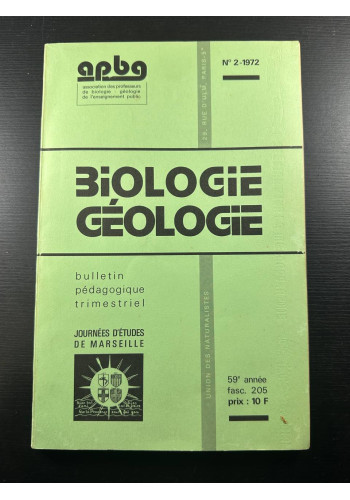 apbg
association des professeurs
de biologie - géologie
de l'enseignement public
N° 2-1972
29, RUE D'ULM, PARIS-5e
BiOLOGiE
GÉOLOGIE
bulletin
pédagogique
trimestriel
UNION DES NATURALISTES
JOURNÉES D'ÉTUDES
DE MARSEILLE
59e année
fasc. 205
prix : 10 F